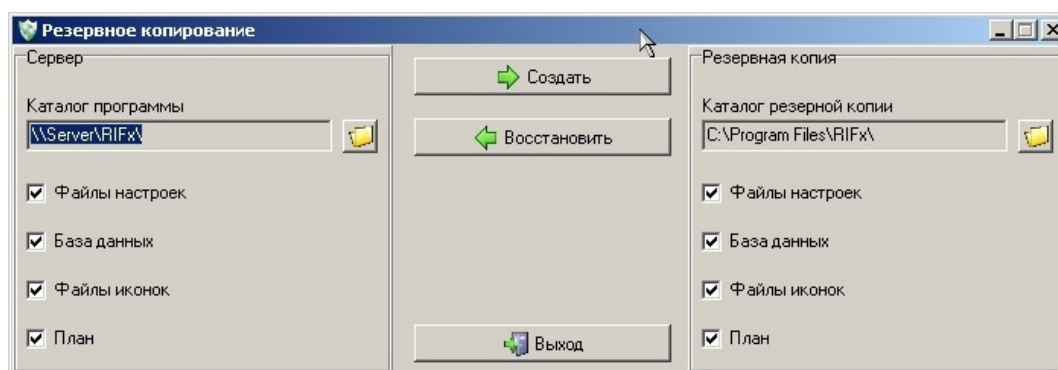 Резервное копирование
Сервер
Каталог программы
\\Server\RIFx\
Файлы настроек
База данных
Файлы иконок
План
Создать
Восстановить
Выход
Резервная копия
Каталог резерной копии
C:\Program Files\RIFx\
Файлы настроек
База данных
Файлы иконок
План